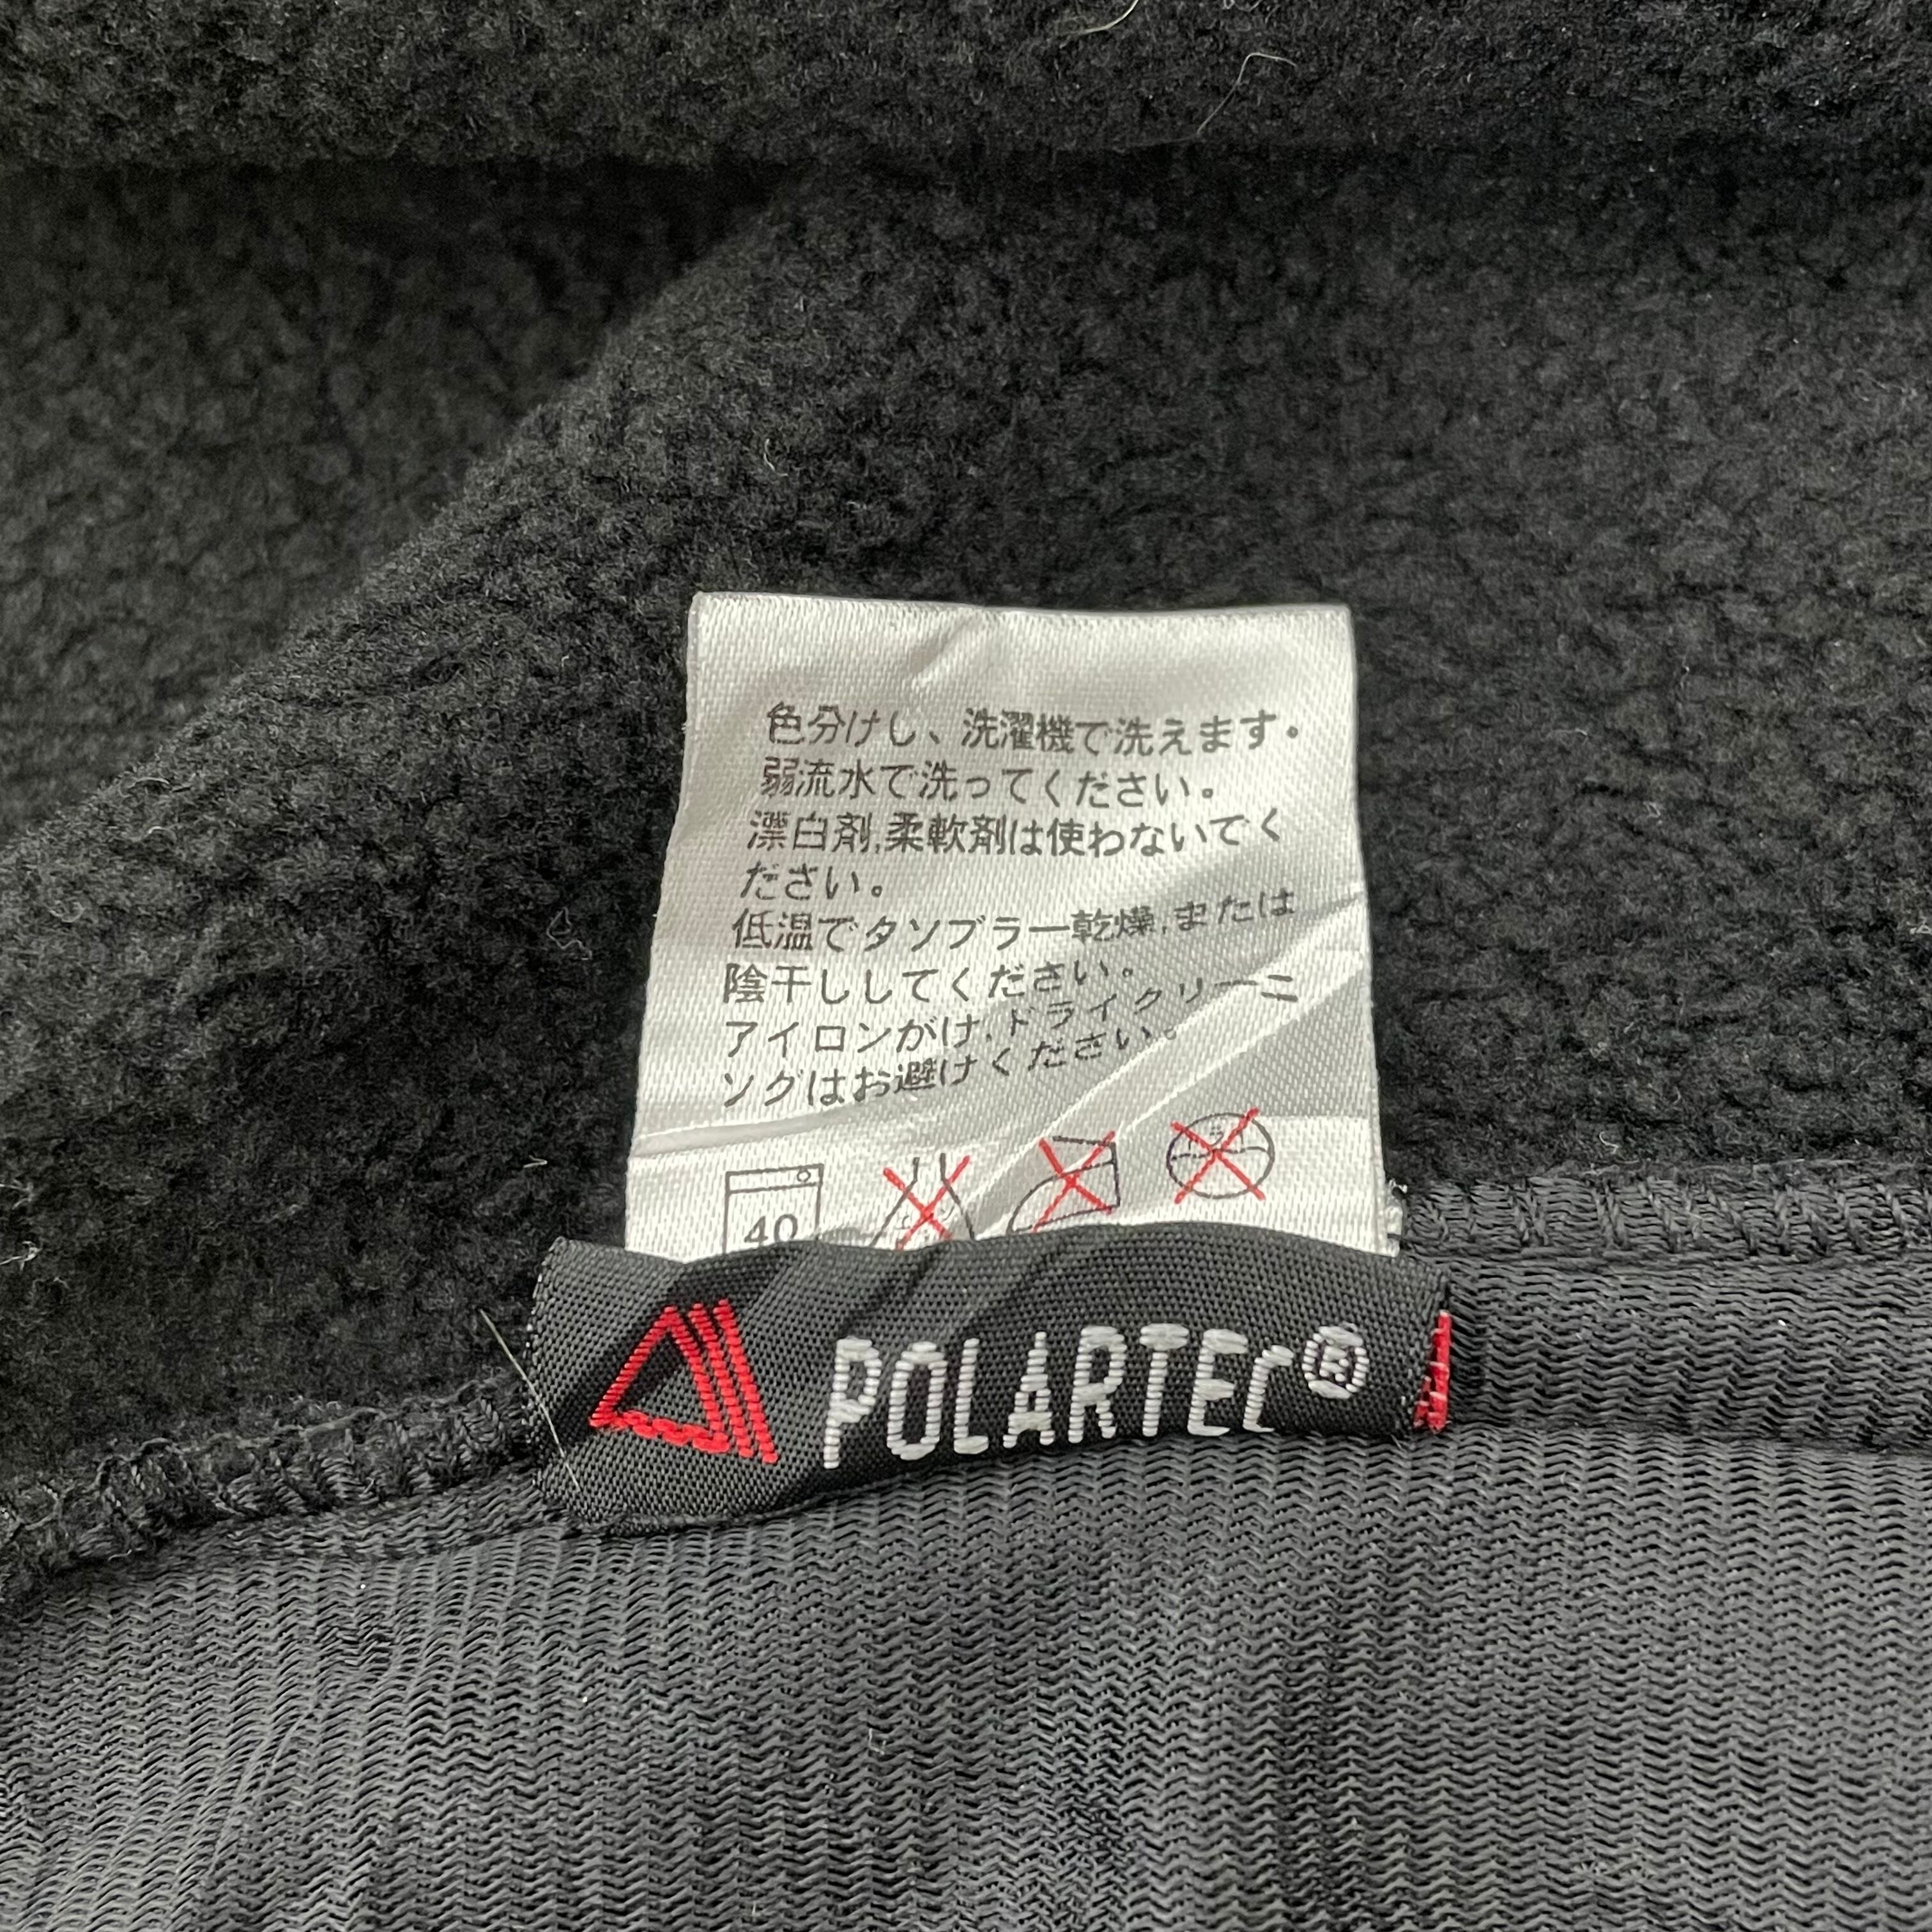 色分けし、洗濯機で洗えます。
弱流水で洗ってください。
漂白剤,柔軟剤は使わないでく
ださい。
低温でタソブラー乾燥,または
陰干ししてください。
アイロンがけ,ドライクリーニ
ソグはお避けください。
40
POLARTEC®